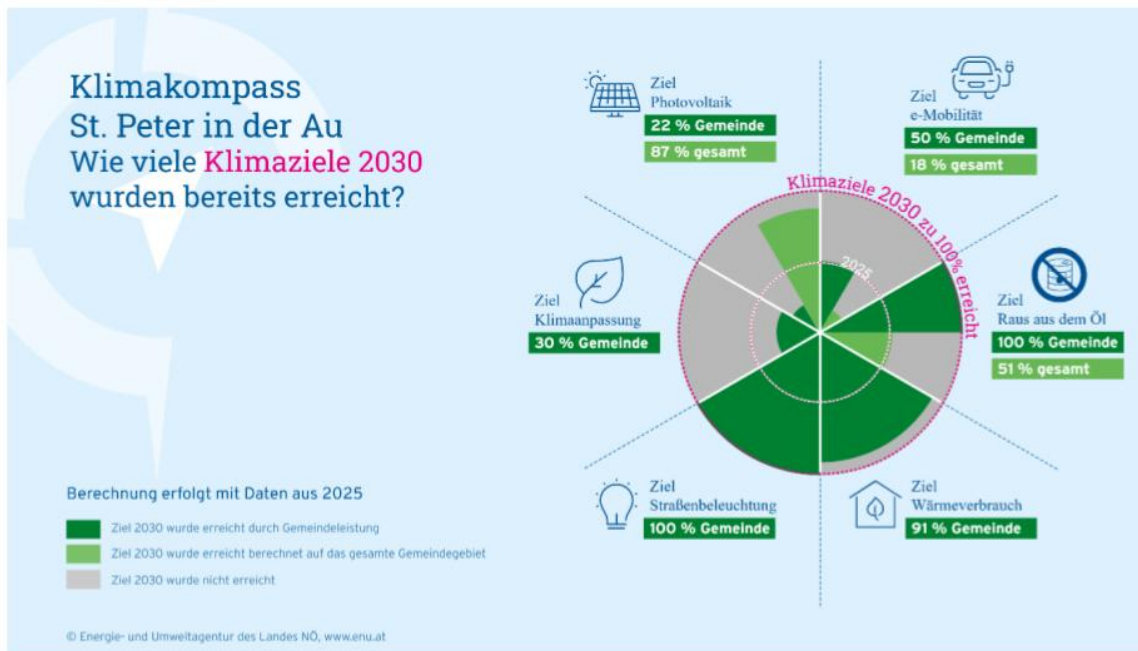 Klimakompass
St. Peter in der Au
Wie viele Klimaziele 2030
wurden bereits erreicht?
Ziel
Photovoltaik
22 % Gemeinde
87 % gesamt
Ziel
e-Mobilität
50 % Gemeinde
18 % gesamt
Klimaziele 2030 zu 100% erreicht
2025
Ziel
Klimaanpassung
30 % Gemeinde
Ziel
Raus aus dem Öl
100 % Gemeinde
51 % gesamt
Ziel
Straßenbeleuchtung
100 % Gemeinde
Ziel
Wärmeverbrauch
91 % Gemeinde
Berechnung erfolgt mit Daten aus 2025
Ziel 2030 wurde erreicht durch Gemeindeleistung
Ziel 2030 wurde erreicht berechnet auf das gesamte Gemeindegebiet
Ziel 2030 wurde nicht erreicht
© Energie- und Umweltagentur des Landes NÖ, www.enu.at